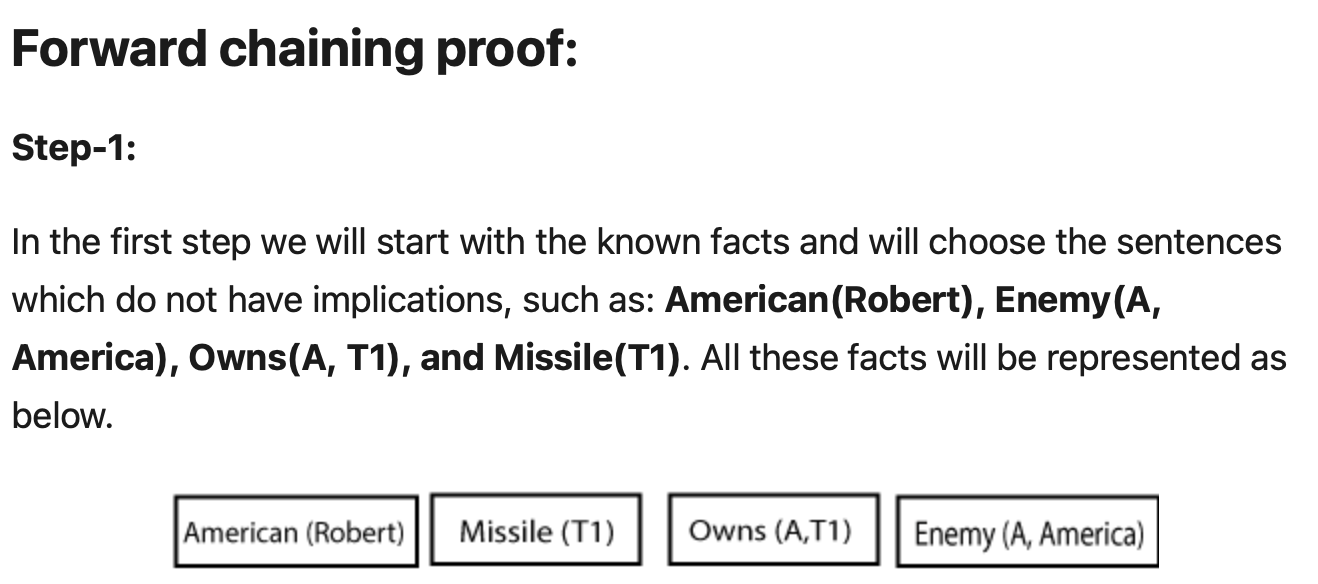 Forward chaining proof:
Step-1:
In the first step we will start with the known facts and will choose the sentences
which do not have implications, such as: American(Robert), Enemy(A,
America), Owns(A, T1), and Missile(T1). All these facts will be represented as
below.
American (Robert) Missile (T1) Owns (A,T1) Enemy (A, America)